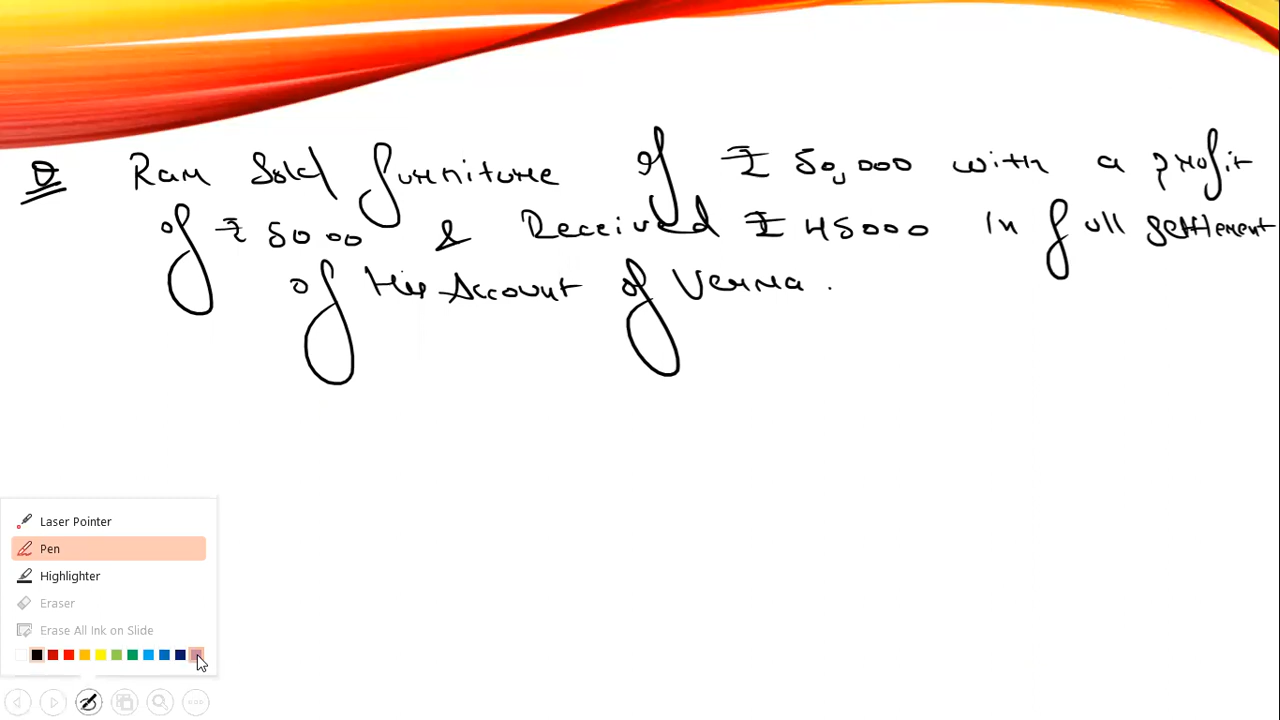 Q Ram Sold furniture of ₹ 50,000 with a profit
of ₹ 5000 & Received ₹ 45000 in full settlement
of His Account of Verma.
Laser Pointer
Pen
Highlighter
Eraser
Erase All Ink on Slide